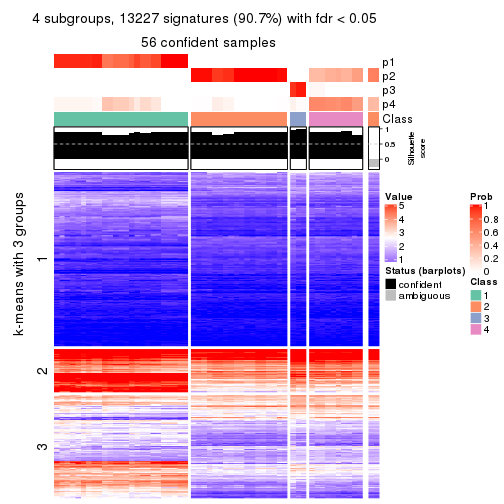 4 subgroups, 13227 signatures (90.7%) with fdr < 0.05
56 confident samples
p1
p2
p3
p4
Class
1
0.5
0
Silhouette
score
k-means with 3 groups
1
2
3
Value
5
4
3
2
1
Status (barplots)
confident
ambiguous
Prob
1
0.8
0.6
0.4
0.2
0
Class
1
2
3
4